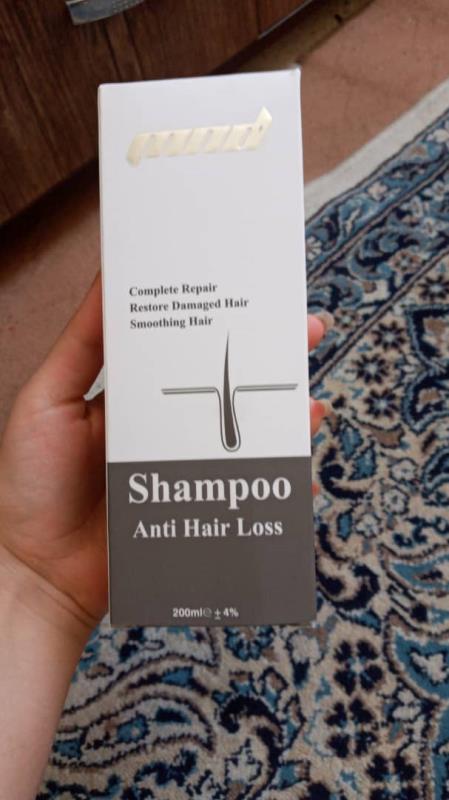 Complete Repair
Restore Damaged Hair
Smoothing Hair
Shampoo
Anti Hair Loss
200ml℮ ± 4%